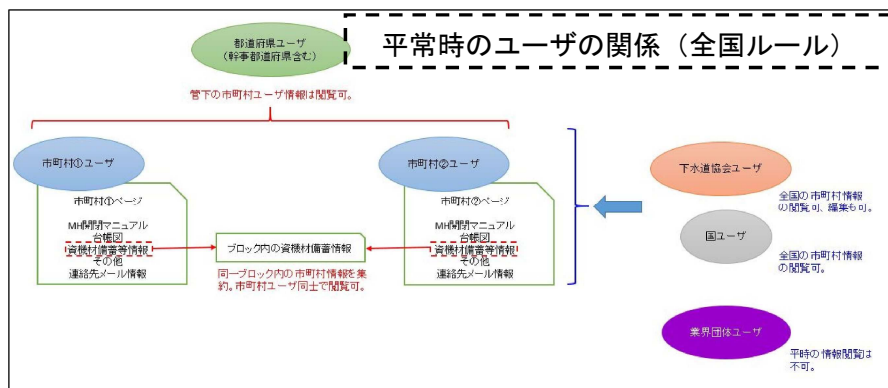 平常時のユーザの関係（全国ルール）
都道府県ユーザ
(幹事都道府県含む)
管下の市町村ユーザ情報は閲覧可。
市町村①ユーザ
市町村①ページ
MH開閉マニュアル
台帳図
資機材備蓄等情報
その他
連絡先メール情報
ブロック内の資機材備蓄情報
同一ブロック内の市町村情報を集
約。市町村ユーザ同士で閲覧可。
市町村②ユーザ
市町村②ページ
MH開閉マニュアル
台帳図
資機材備蓄等情報
その他
連絡先メール情報
下水道協会ユーザ
全国の市町村情報
の閲覧可、編集も可。
国ユーザ
全国の市町村情報
の閲覧可。
業界団体ユーザ
平時の情報閲覧は
不可。